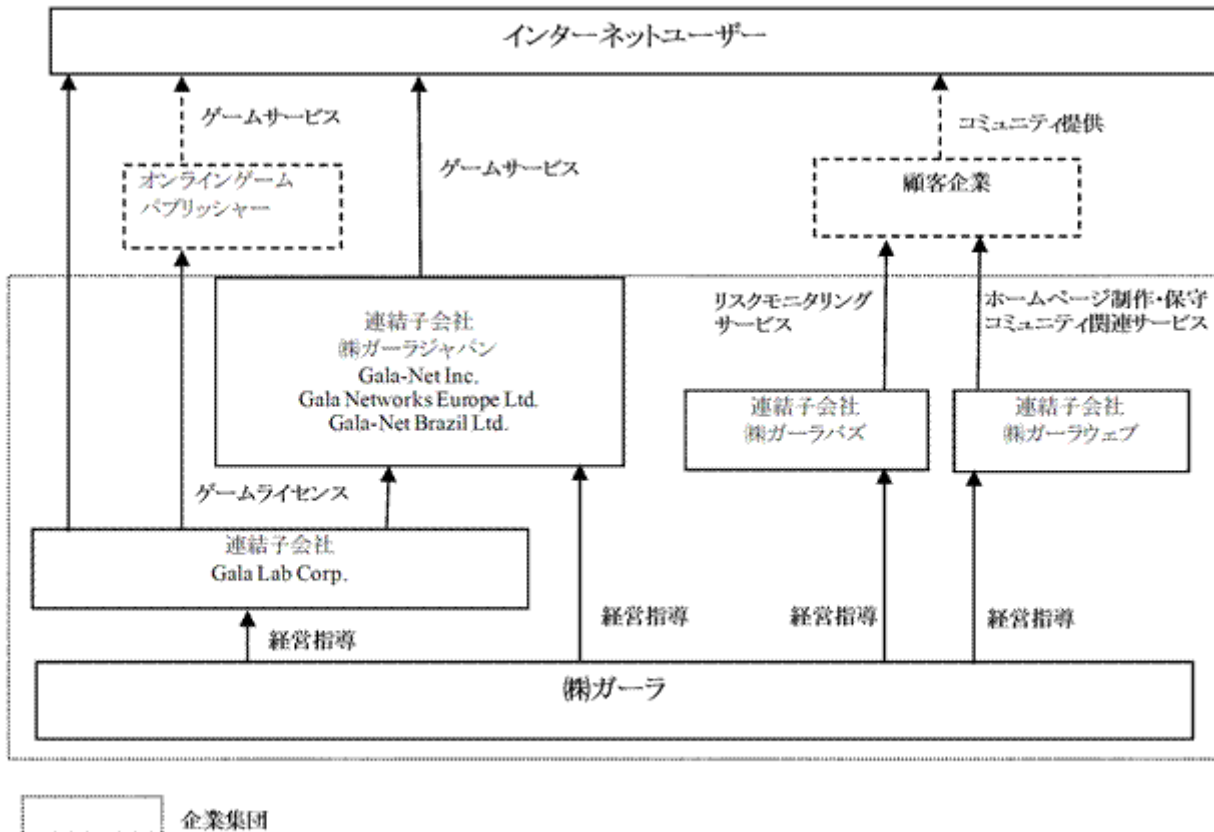 インターネットユーザー
ゲームサービス
コミュニティ提供
ゲームサービス
オンラインゲーム
パブリッシャー
顧客企業
リスクモニタリング
サービス
ホームページ制作・保守
コミュニティ関連サービス
連結子会社
㈱ガーラジャパン
Gala-Net Inc.
Gala Networks Europe Ltd.
Gala-Net Brazil Ltd.
連結子会社
㈱ガーラバズ
連結子会社
㈱ガーラウェブ
ゲームライセンス
連結子会社
Gala Lab Corp.
経営指導
経営指導
経営指導
経営指導
㈱ガーラ
企業集団